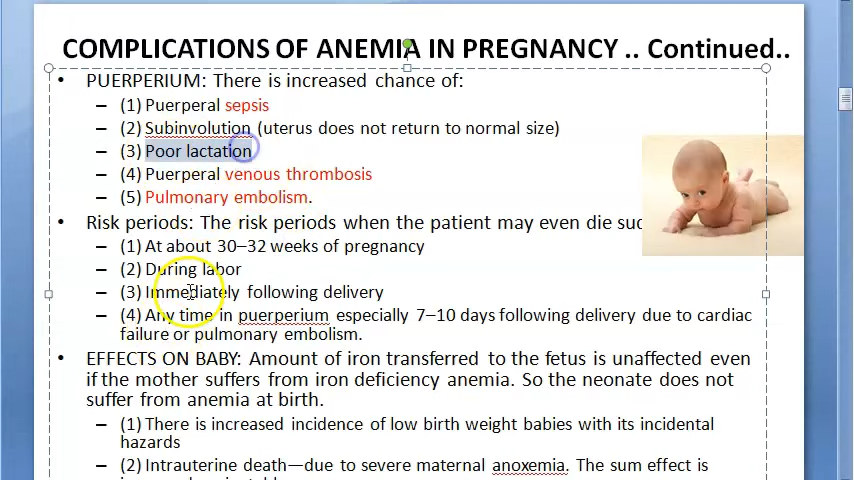 COMPLICATIONS OF ANEMIA IN PREGNANCY .. Continued..
• PUERPERIUM: There is increased chance of:
– (1) Puerperal sepsis
– (2) Subinvolution (uterus does not return to normal size)
– (3) Poor lactation
– (4) Puerperal venous thrombosis
– (5) Pulmonary embolism.
• Risk periods: The risk periods when the patient may even die
– (1) At about 30–32 weeks of pregnancy
– (2) During labor
– (3) Immediately following delivery
– (4) Any time in puerperium especially 7–10 days following delivery due to cardiac
failure or pulmonary embolism.
• EFFECTS ON BABY: Amount of iron transferred to the fetus is unaffected even
if the mother suffers from iron deficiency anemia. So the neonate does not
suffer from anemia at birth.
– (1) There is increased incidence of low birth weight babies with its incidental
hazards
– (2) Intrauterine death—due to severe maternal anoxemia. The sum effect is